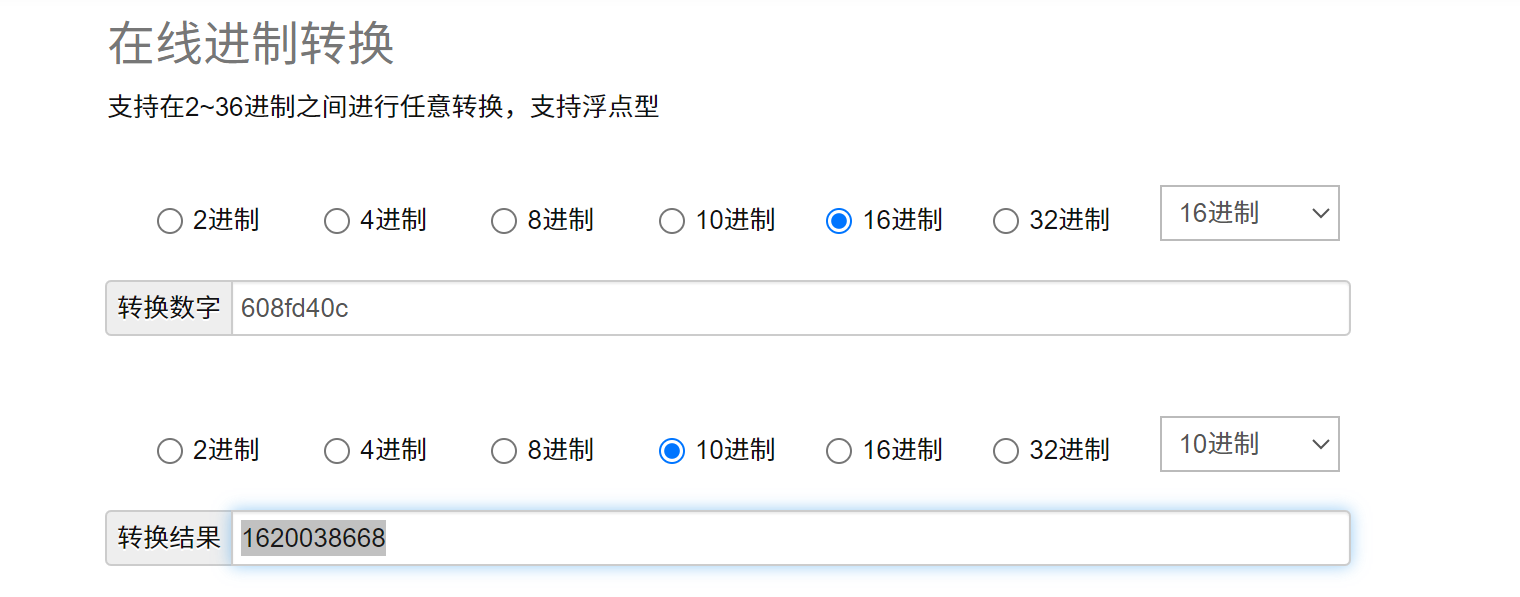 在线进制转换
支持在2~36进制之间进行任意转换，支持浮点型
2进制 4进制 8进制 10进制 16进制 32进制 16进制
转换数字 608fd40c
2进制 4进制 8进制 10进制 16进制 32进制 10进制
转换结果 1620038668